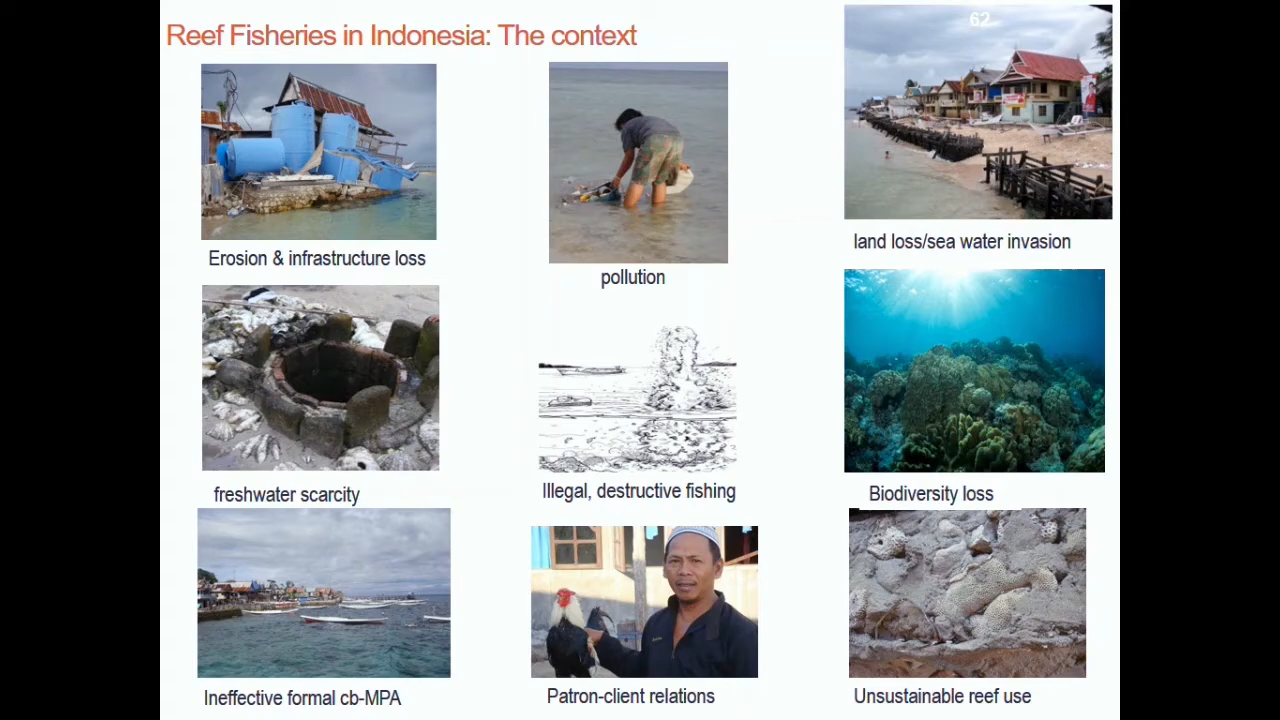 Reef Fisheries in Indonesia: The context
62
Erosion & infrastructure loss
pollution
land loss/sea water invasion
freshwater scarcity
Illegal, destructive fishing
Biodiversity loss
Ineffective formal cb-MPA
Patron-client relations
Unsustainable reef use